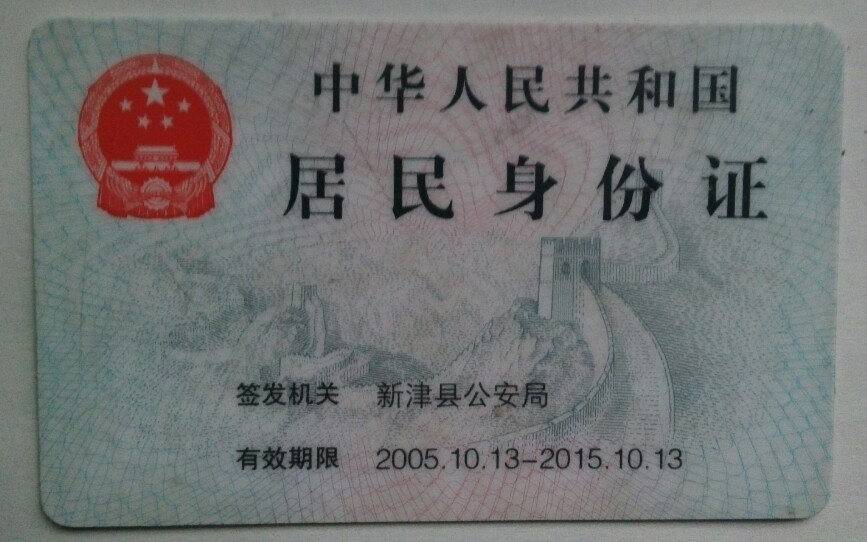 中华人民共和国
居民身份证
签发机关 新津县公安局
有效期限 2005.10.13-2015.10.13